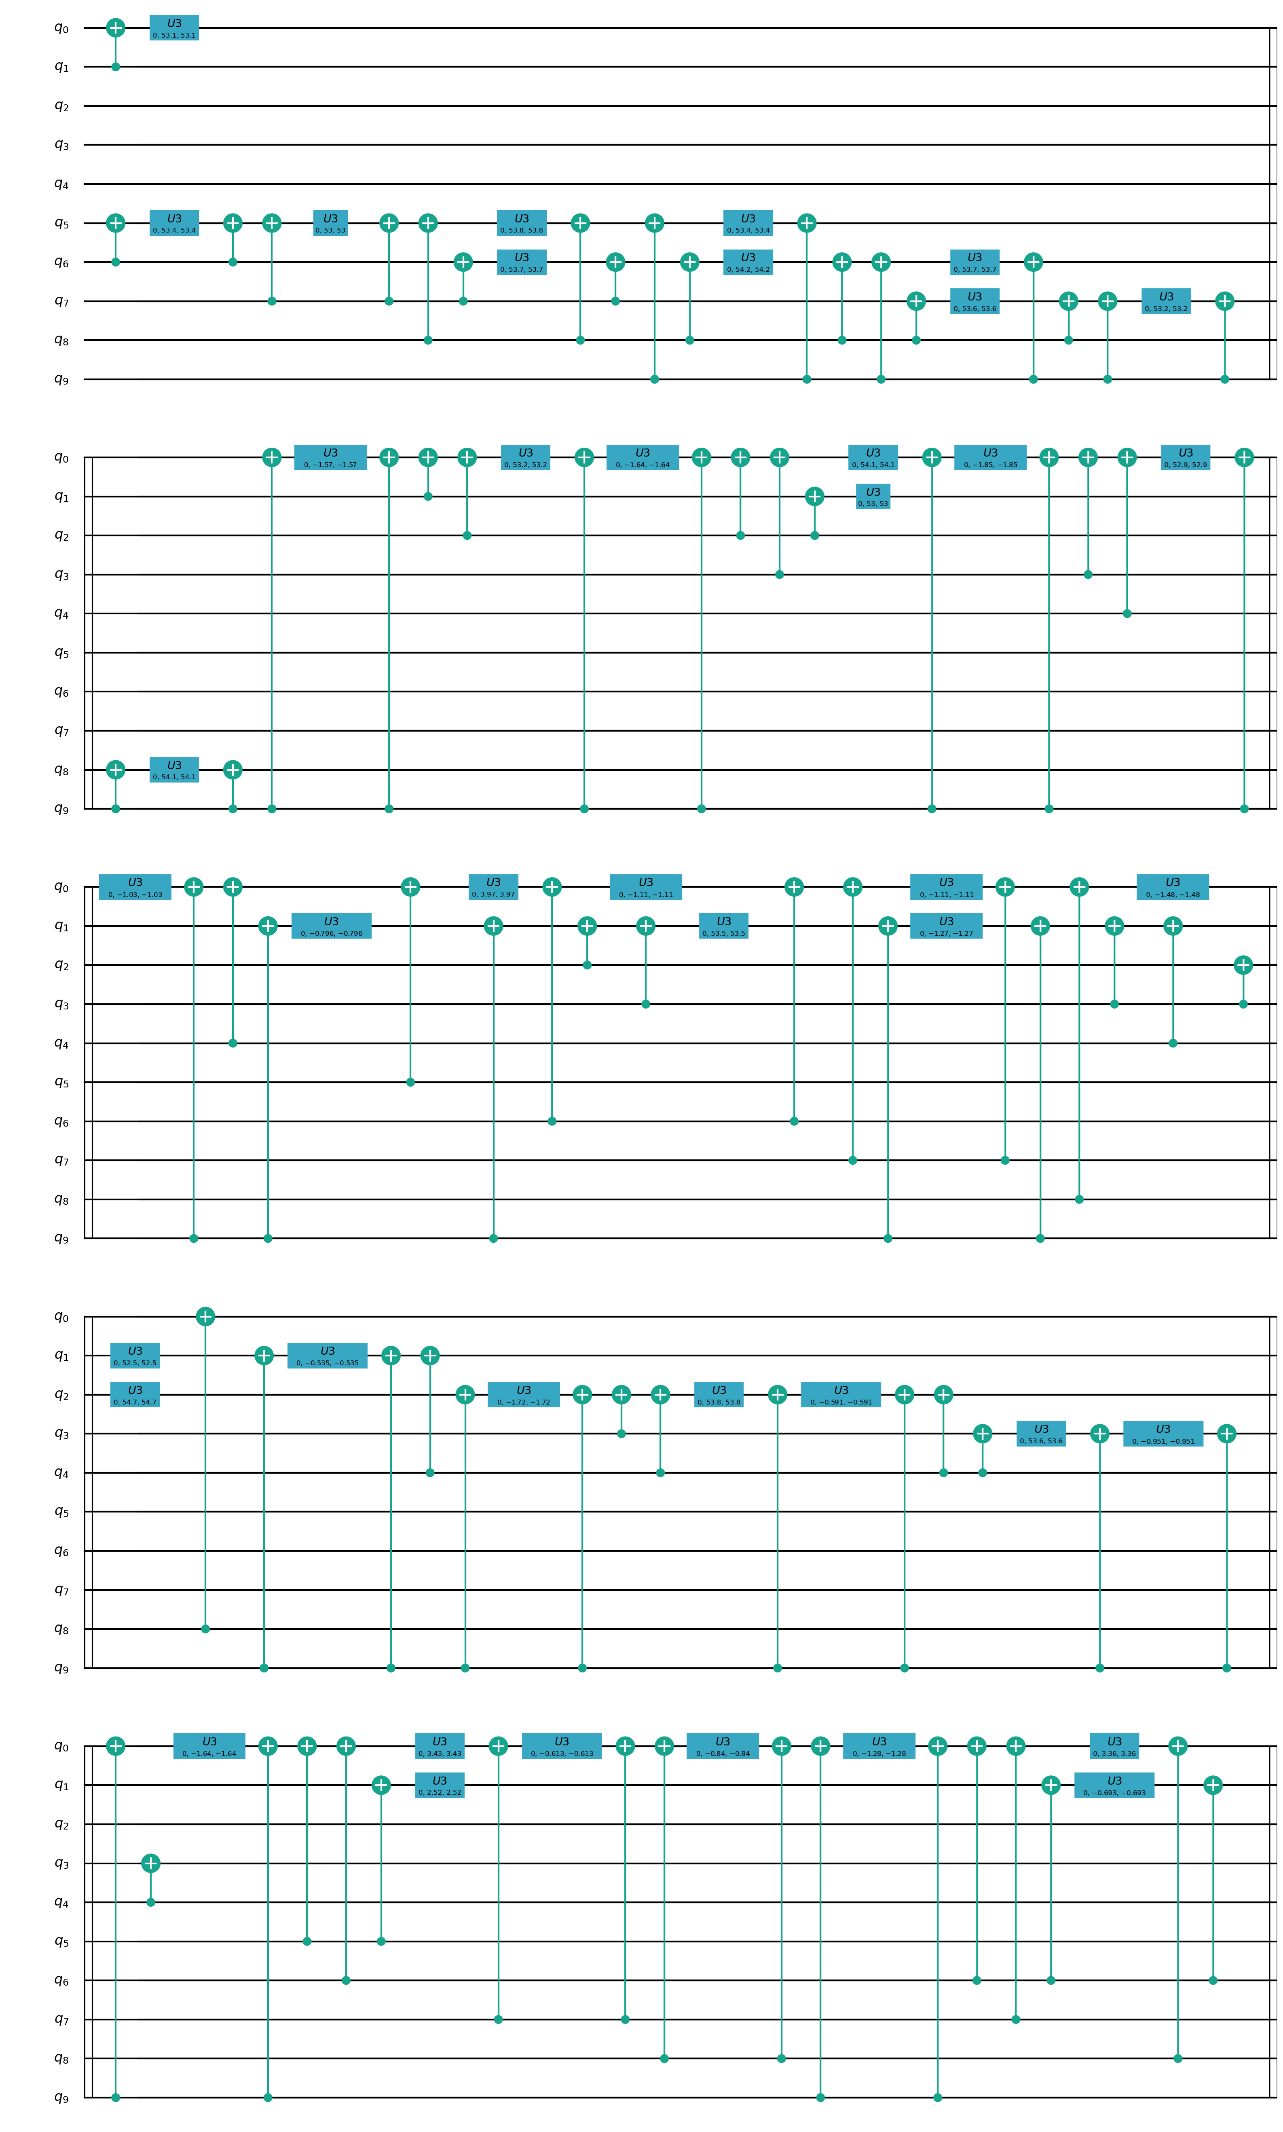 q0 U3
0, 53.1, 53.1
q1
q2
q3
q4
q5 U3 U3 U3 U3
0, 53.4, 53.4 0, 53, 53 0, 53.8, 53.8 0, 53.4, 53.4
q6 U3 U3 U3
0, 53.7, 53.7 0, 54.2, 54.2 0, 53.7, 53.7
q7 U3 U3
0, 53.6, 53.6 0, 53.2, 53.2
q8
q9
q0 U3 U3 U3 U3 U3 U3
0, −1.57, −1.57 0, 53.2, 53.2 0, −1.64, −1.64 0, 54.1, 54.1 0, −1.85, −1.85 0, 52.9, 52.9
q1 U3
0, 53, 53
q2
q3
q4
q5
q6
q7
q8 U3
0, 54.1, 54.1
q9
q0 U3 U3 U3 U3 U3
0, −1.03, −1.03 0, 3.97, 3.97 0, −1.11, −1.11 0, −1.11, −1.11 0, −1.48, −1.48
q1 U3 U3 U3
0, −0.796, −0.796 0, 53.5, 53.5 0, −1.27, −1.27
q2
q3
q4
q5
q6
q7
q8
q9
q0
q1 U3 U3
0, 52.5, 52.5 0, −0.535, −0.535
q2 U3 U3 U3 U3
0, 54.7, 54.7 0, −1.72, −1.72 0, 53.8, 53.8 0, −0.591, −0.591
q3 U3 U3
0, 53.6, 53.6 0, −0.951, −0.951
q4
q5
q6
q7
q8
q9
q0 U3 U3 U3 U3 U3 U3
0, −1.64, −1.64 0, 3.43, 3.43 0, −0.613, −0.613 0, −0.84, −0.84 0, −1.28, −1.28 0, 3.36, 3.36
q1 U3 U3
0, 2.52, 2.52 0, −0.693, −0.693
q2
q3
q4
q5
q6
q7
q8
q9